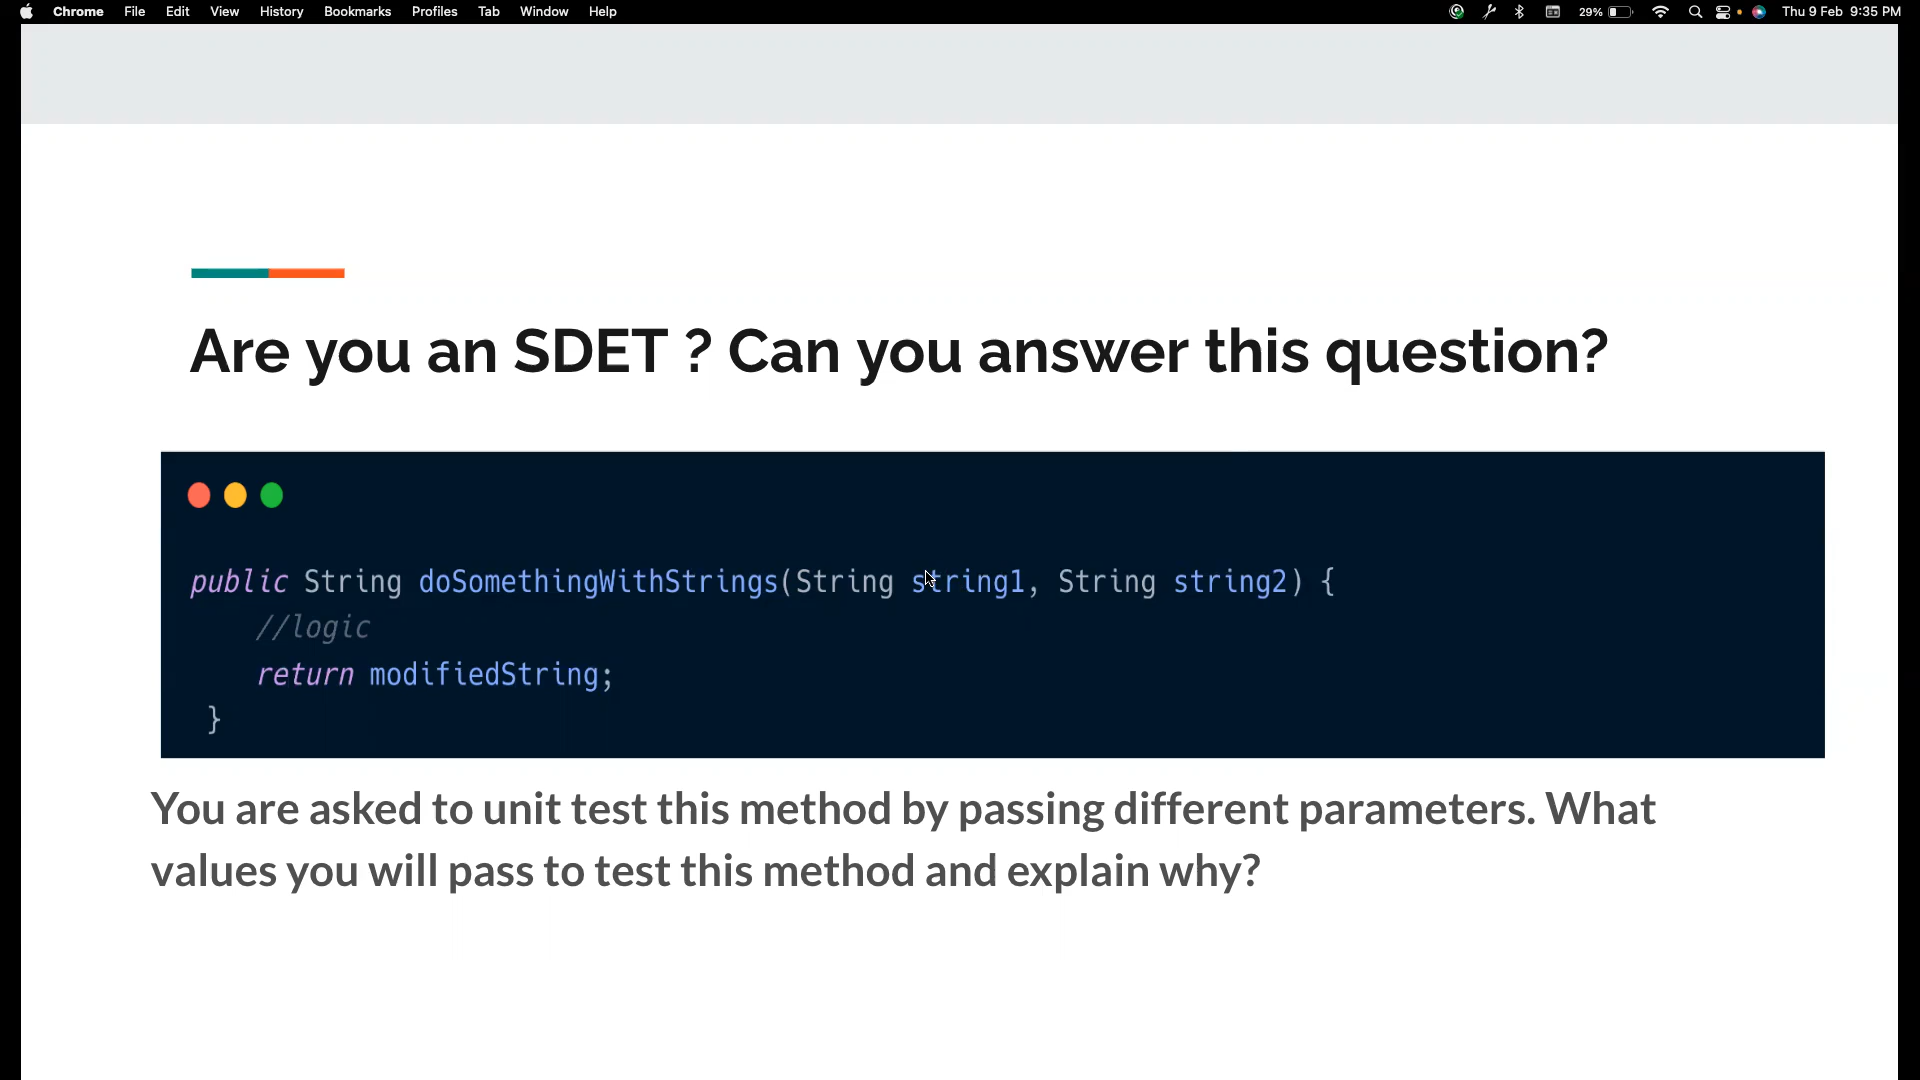 Chrome File Edit View History Bookmarks Profiles Tab Window Help 29% Thu 9 Feb 9:35 PM
Are you an SDET ? Can you answer this question?
public String doSomethingWithStrings(String string1, String string2) {
//logic
return modifiedString;
}
You are asked to unit test this method by passing different parameters. What
values you will pass to test this method and explain why?